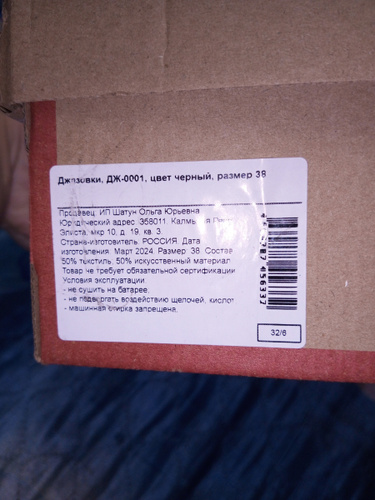 Джазовки, ДЖ-0001, цвет черный, размер 38
Продавец: ИП Шатун Ольга Юрьевна
Юридический адрес: 358011. Калмыкия
Элиста, мкр 10, д. 19, кв. 3.
Страна-изготовитель: РОССИЯ. Дата
изготовления: Март 2024. Размер: 38. Состав
50% текстиль, 50% искусственный материал
Товар не требует обязательной сертификации
Условия эксплуатации:
- не сушить на батарее.
- не подвергать воздействию щелочей, кислот
- машинная стирка запрещена.
456337
32/6